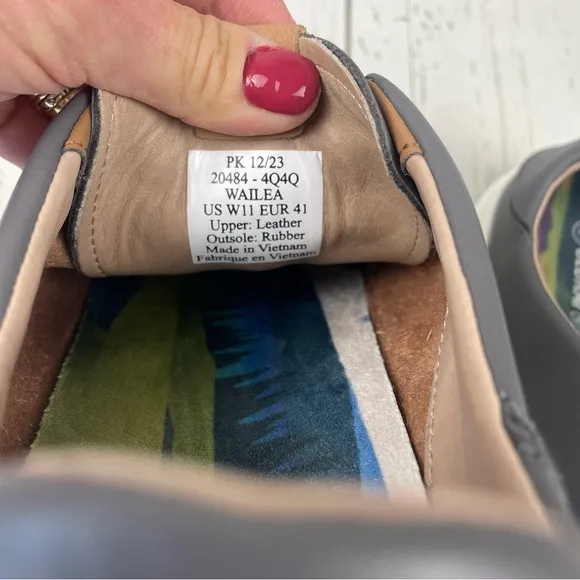 PK 12/23
20484 - 4Q4Q
WAILEA
US W11 EUR 41
Upper: Leather
Outsole: Rubber
Made in Vietnam
Fabrique en Vietnam